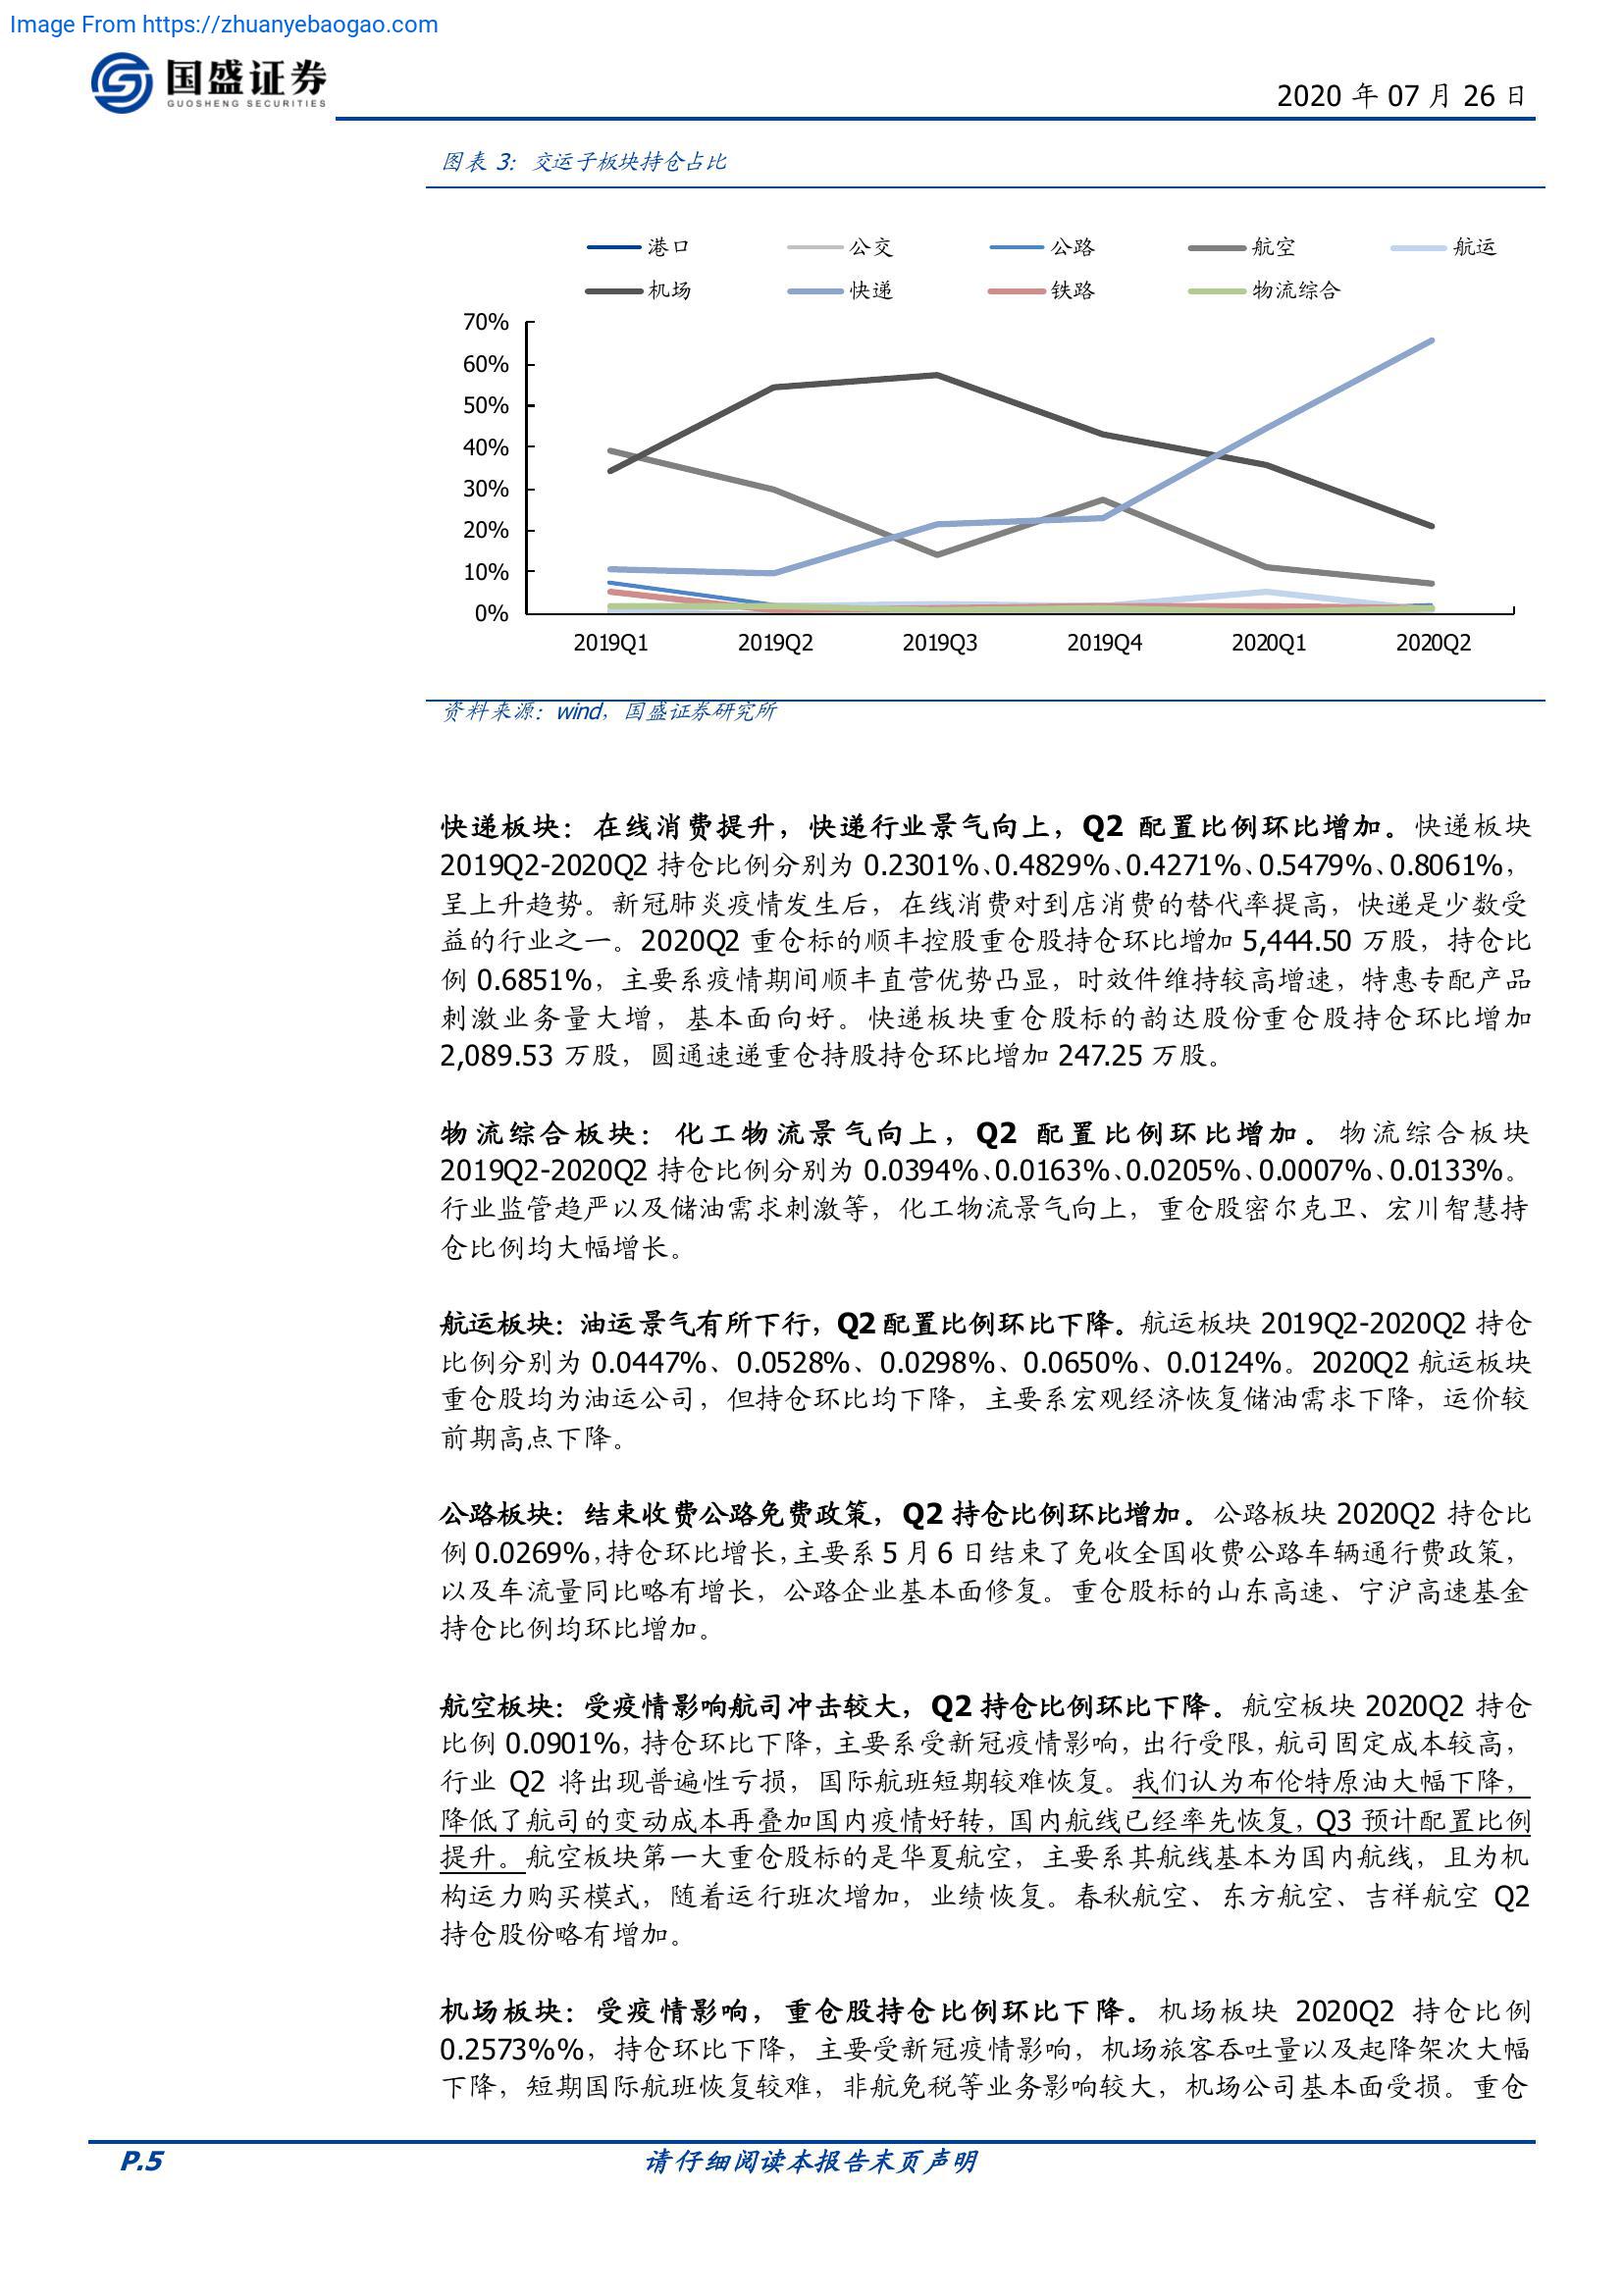 Image From https://zhuanyebaogao.com
国盛证券
GUOSHENG SECURITIES
2020 年 07 月 26 日
图表 3：交运子板块持仓占比
港口 公交 公路 航空 航运
机场 快递 铁路 物流综合
70%
60%
50%
40%
30%
20%
10%
0%
2019Q1 2019Q2 2019Q3 2019Q4 2020Q1 2020Q2
资料来源：wind，国盛证券研究所
快递板块：在线消费提升，快递行业景气向上，Q2 配置比例环比增加。快递板块
2019Q2-2020Q2 持仓比例分别为 0.2301%、0.4829%、0.4271%、0.5479%、0.8061%，
呈上升趋势。新冠肺炎疫情发生后，在线消费对到店消费的替代率提高，快递是少数受
益的行业之一。2020Q2 重仓标的顺丰控股重仓股持仓环比增加 5,444.50 万股，持仓比
例 0.6851%，主要系疫情期间顺丰直营优势凸显，时效件维持较高增速，特惠专配产品
刺激业务量大增，基本面向好。快递板块重仓股标的韵达股份重仓股持仓环比增加
2,089.53 万股，圆通速递重仓持股持仓环比增加 247.25 万股。
物流综合板块：化工物流景气向上，Q2 配置比例环比增加。物流综合板块
2019Q2-2020Q2 持仓比例分别为 0.0394%、0.0163%、0.0205%、0.0007%、0.0133%。
行业监管趋严以及储油需求刺激等，化工物流景气向上，重仓股密尔克卫、宏川智慧持
仓比例均大幅增长。
航运板块：油运景气有所下行，Q2 配置比例环比下降。航运板块 2019Q2-2020Q2 持仓
比例分别为 0.0447%、0.0528%、0.0298%、0.0650%、0.0124%。2020Q2 航运板块
重仓股均为油运公司，但持仓环比均下降，主要系宏观经济恢复储油需求下降，运价较
前期高点下降。
公路板块：结束收费公路免费政策，Q2 持仓比例环比增加。公路板块 2020Q2 持仓比
例 0.0269%，持仓环比增长，主要系 5 月 6 日结束了免收全国收费公路车辆通行费政策，
以及车流量同比略有增长，公路企业基本面修复。重仓股标的山东高速、宁沪高速基金
持仓比例均环比增加。
航空板块：受疫情影响航司冲击较大，Q2 持仓比例环比下降。航空板块 2020Q2 持仓
比例 0.0901%，持仓环比下降，主要系受新冠疫情影响，出行受限，航司固定成本较高，
行业 Q2 将出现普遍性亏损，国际航班短期较难恢复。我们认为布伦特原油大幅下降，
降低了航司的变动成本再叠加国内疫情好转，国内航线已经率先恢复，Q3 预计配置比例
提升。航空板块第一大重仓股标的是华夏航空，主要系其航线基本为国内航线，且为机
构运力购买模式，随着运行班次增加，业绩恢复。春秋航空、东方航空、吉祥航空 Q2
持仓股份略有增加。
机场板块：受疫情影响，重仓股持仓比例环比下降。机场板块 2020Q2 持仓比例
0.2573%%，持仓环比下降，主要受新冠疫情影响，机场旅客吞吐量以及起降架次大幅
下降，短期国际航班恢复较难，非航免税等业务影响较大，机场公司基本面受损。重仓
P.5 请仔细阅读本报告末页声明